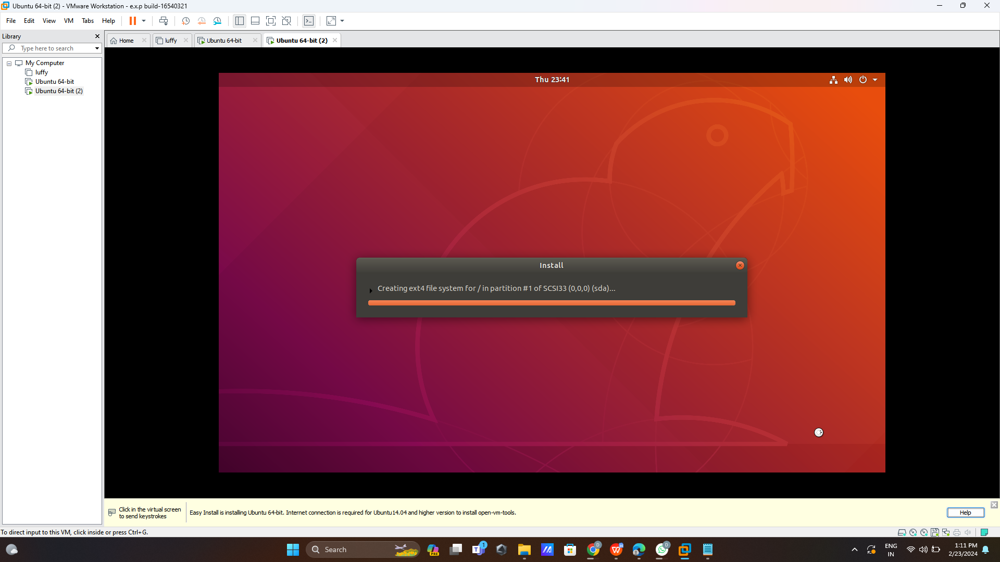 Ubuntu 64-bit (2) - VMware Workstation - e.x.p build-16540321
File Edit View VM Tabs Help
Library
Type here to search
My Computer
luffy
Ubuntu 64-bit
Ubuntu 64-bit (2)
Home luffy Ubuntu 64-bit Ubuntu 64-bit (2)
Thu 23:41
Install
Creating ext4 file system for / in partition #1 of SCSI33 (0,0,0) (sda)...
Click in the virtual screen
to send keystrokes
Easy Install is installing Ubuntu 64-bit. Internet connection is required for Ubuntu14.04 and higher version to install open-vm-tools.
Help
To direct input to this VM, click inside or press Ctrl+G.
Search
PRE
T
1
D
W
D
ENG
IN
1:11 PM
2/23/2024